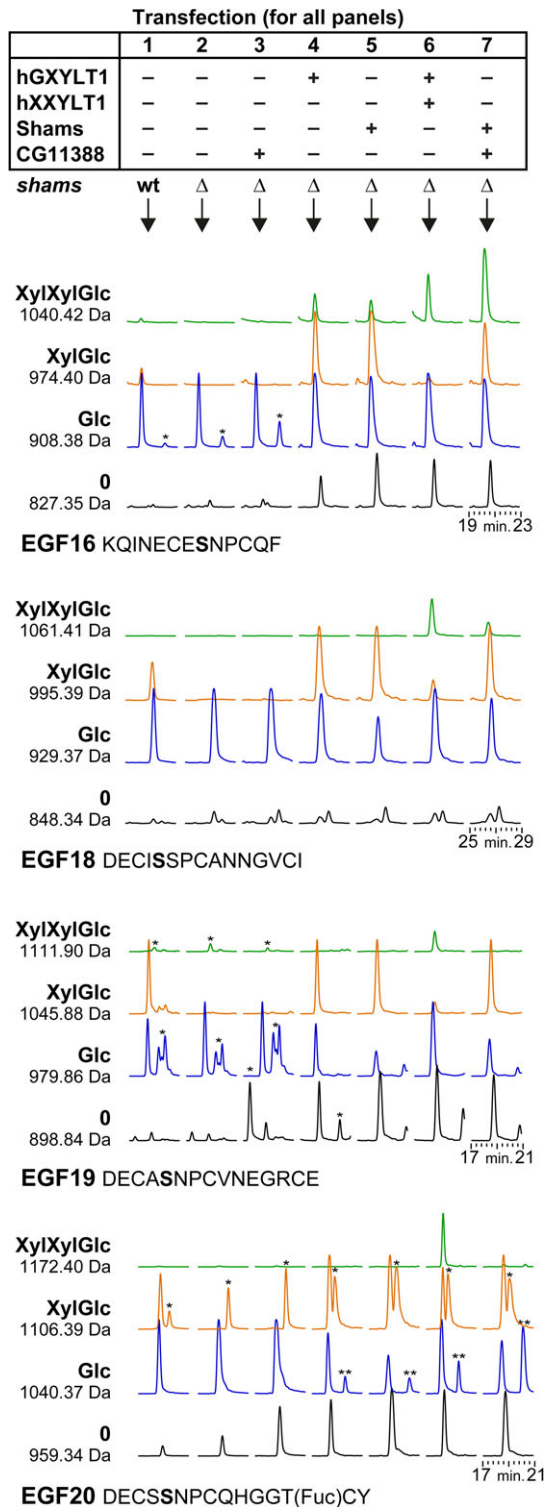 Transfection (for all panels)
1 2 3 4 5 6 7
hGXYLT1 – – – + – + –
hXXYLT1 – – – – – + –
Shams – – – – + – +
CG11388 – – + – – – +
shams wt Δ Δ Δ Δ Δ Δ
XylXylGlc
1040.42 Da
XylGlc
974.40 Da
Glc
908.38 Da
* * *
0
827.35 Da
19 min. 23
EGF16 KQINECESNPCQF
XylXylGlc
1061.41 Da
XylGlc
995.39 Da
Glc
929.37 Da
0
848.34 Da
25 min. 29
EGF18 DECISSPCANNGVCI
XylXylGlc
1111.90 Da
* * *
XylGlc
1045.88 Da
Glc
979.86 Da
* * *
0
898.84 Da
* *
17 min. 21
EGF19 DECASNPCVNEGRCE
XylXylGlc
1172.40 Da
XylGlc
1106.39 Da
* * * * * * *
Glc
1040.37 Da
** ** ** **
0
959.34 Da
17 min. 21
EGF20 DECSSNPCQHGGT(Fuc)CY